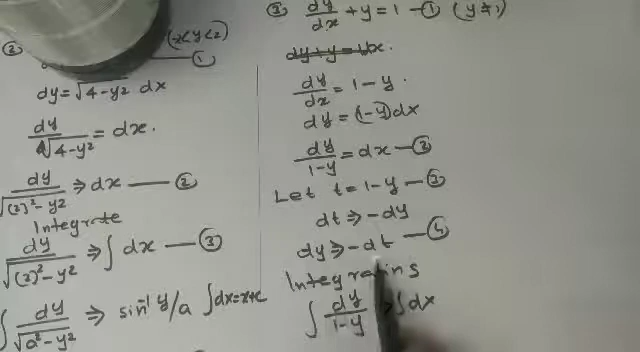 ②
(-2<y<2)
①
dy=√4-y² dx
dy/√4-y² = dx.
dy/√(2)²-y² ⇒ dx — ②
Integrate
dy/√(2)²-y² ⇒ ∫ dx — ③
∫ dy/√a²-y² ⇒ sin⁻¹ y/a ∫dx=x+c
③ dy/dx + y = 1 — ① (y≠1)
dy/dx = 1-y.
dy = (1-y)dx
dy/1-y = dx — ②
Let t = 1-y — ③
dt ⇒ -dy
dy ⇒ -dt — ④
Integrating
∫ dy/1-y ⇒ ∫dx